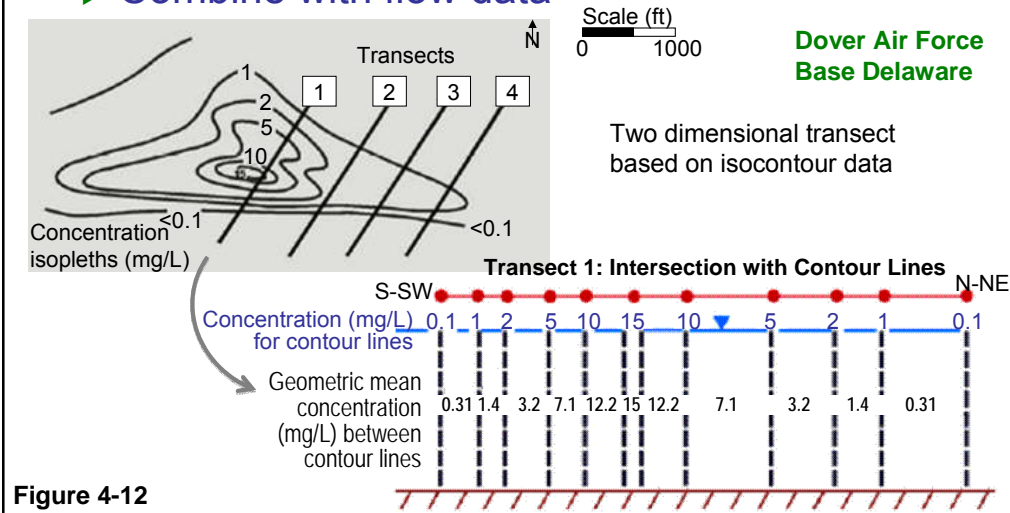 Combine with flow data
Scale (ft)
0 1000
Dover Air Force
Base Delaware
N
Transects
1 2 3 4
1
2
5
10
15
<0.1
<0.1
Concentration
isopleths (mg/L)
Two dimensional transect
based on isocontour data
Transect 1: Intersection with Contour Lines
S-SW N-NE
Concentration (mg/L)
for contour lines
0.1 1 2 5 10 15 10 5 2 1 0.1
Geometric mean
concentration
(mg/L) between
contour lines
0.31 1.4 3.2 7.1 12.2 15 12.2 7.1 3.2 1.4 0.31
Figure 4-12